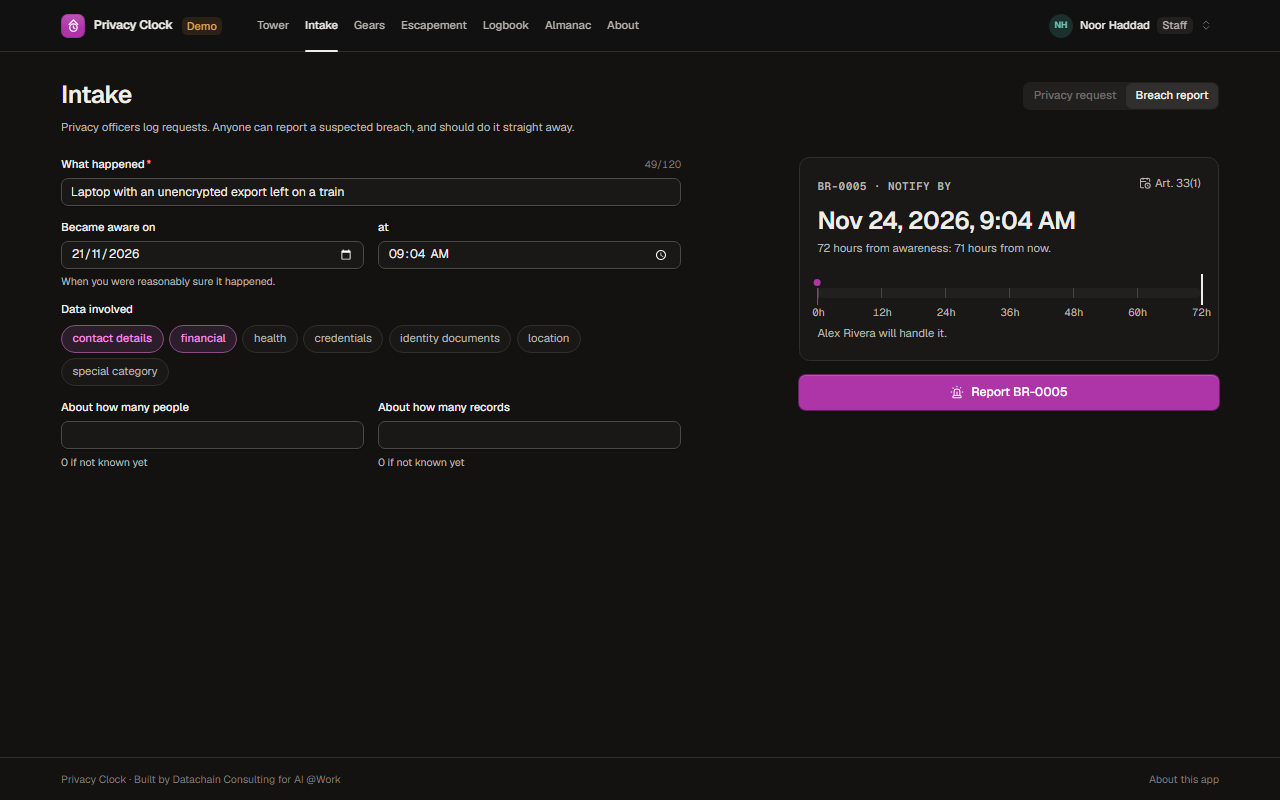 Privacy Clock Demo Tower Intake Gears Escapement Logbook Almanac About NH Noor Haddad Staff
Intake
Privacy request Breach report
Privacy officers log requests. Anyone can report a suspected breach, and should do it straight away.
What happened* 49/120
Laptop with an unencrypted export left on a train
Became aware on at
21/11/2026 09:04 AM
When you were reasonably sure it happened.
Data involved
contact details financial health credentials identity documents location
special category
About how many people About how many records
0 if not known yet 0 if not known yet
BR-0005 · NOTIFY BY Art. 33(1)
Nov 24, 2026, 9:04 AM
72 hours from awareness: 71 hours from now.
0h 12h 24h 36h 48h 60h 72h
Alex Rivera will handle it.
Report BR-0005
Privacy Clock · Built by Datachain Consulting for AI @Work About this app